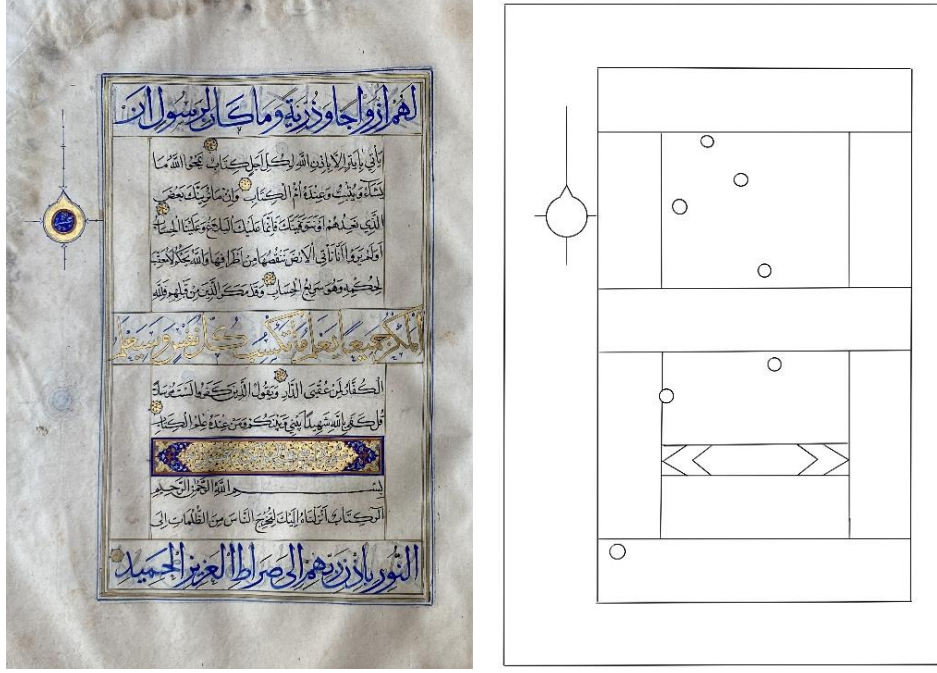 لهم أزواجا وذرية وما كان لرسول أن
يأتي بآية إلا بإذن الله لكل أجل كتاب يمحو الله ما
يشاء ويثبت وعنده أم الكتاب وإن ما نرينك بعض
الذي نعدهم أو نتوفينك فإنما عليك البلاغ وعلينا الحساب
أولم يروا أنا نأتي الأرض ننقصها من أطرافها والله يحكم لا معقب
لحكمه وهو سريع الحساب وقد مكر الذين من قبلهم فلله
المكر جميعا يعلم ما تكسب كل نفس وسيعلم
الكفار لمن عقبى الدار ويقول الذين كفروا لست مرسلا
قل كفى بالله شهيدا بيني وبينكم ومن عنده علم الكتاب
بسم الله الرحمن الرحيم
الر كتاب أنزلناه إليك لتخرج الناس من الظلمات إلى
النور بإذن ربهم إلى صراط العزيز الحميد